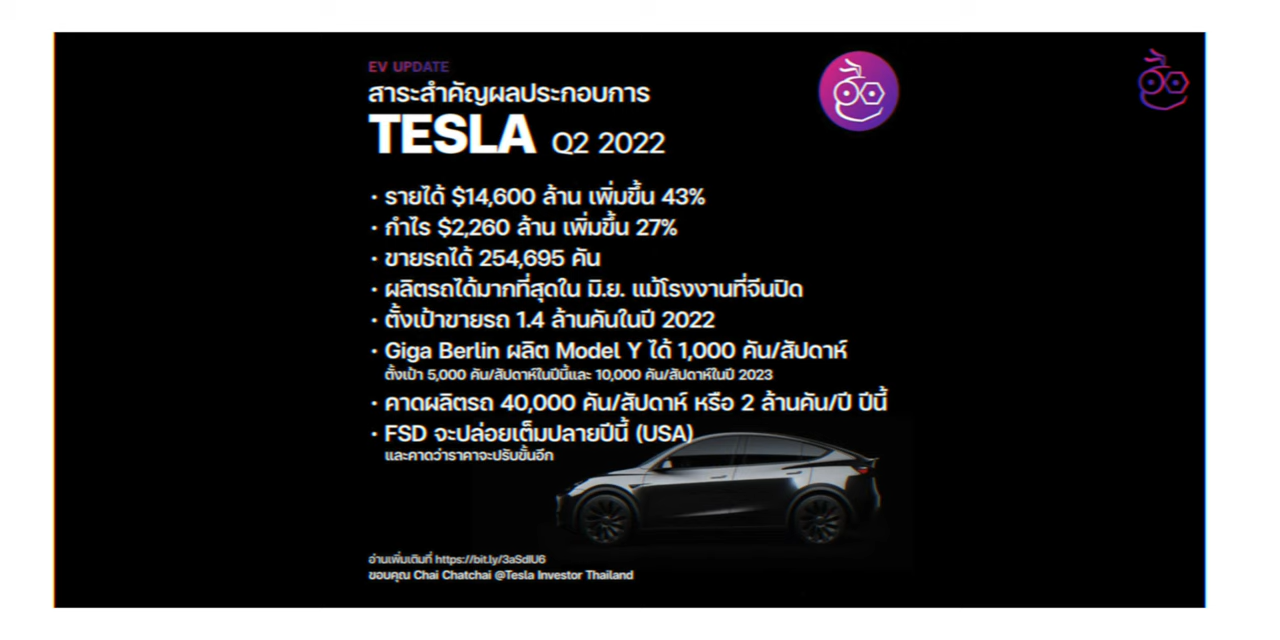 EV UPDATE
สาระสำคัญผลประกอบการ
TESLA Q2 2022
· รายได้ $14,600 ล้าน เพิ่มขึ้น 43%
· กำไร $2,260 ล้าน เพิ่มขึ้น 27%
· ขายรถได้ 254,695 คัน
· ผลิตรถได้มากที่สุดใน มิ.ย. แม้โรงงานที่จีนปิด
· ตั้งเป้าขายรถ 1.4 ล้านคันในปี 2022
· Giga Berlin ผลิต Model Y ได้ 1,000 คัน/สัปดาห์
ตั้งเป้า 5,000 คัน/สัปดาห์ในปีนี้และ 10,000 คัน/สัปดาห์ในปี 2023
· คาดผลิตรถ 40,000 คัน/สัปดาห์ หรือ 2 ล้านคัน/ปี ปีนี้
· FSD จะปล่อยเต็มปลายปีนี้ (USA)
และคาดว่าราคาจะปรับขึ้นอีก
อ่านเพิ่มเติมที่ https://bit.ly/3aSdIU6
ขอบคุณ Chai Chatchai @Tesla Investor Thailand